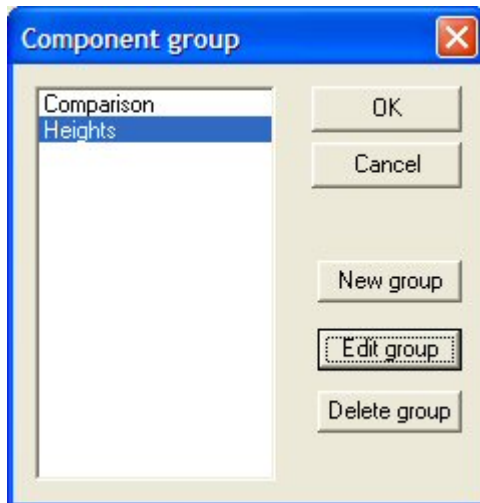 Component group
Comparison
Heights
OK
Cancel
New group
Edit group
Delete group